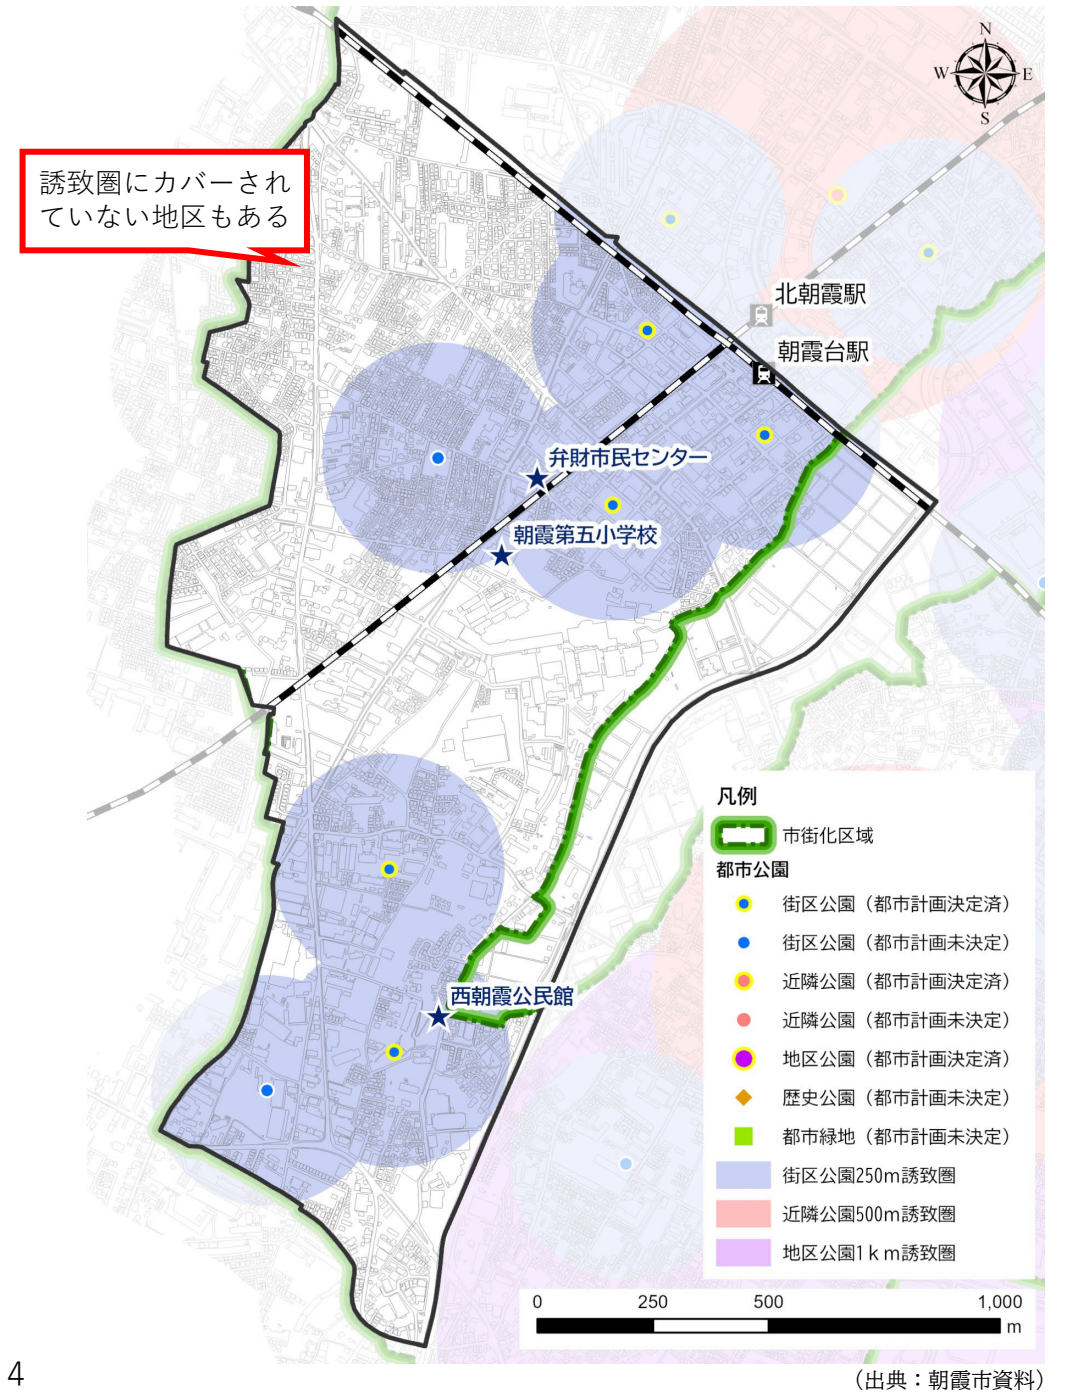 N
W
E
S
誘致圏にカバーされ
ていない地区もある
北朝霞駅
朝霞台駅
弁財市民センター
朝霞第五小学校
西朝霞公民館
凡例
市街化区域
都市公園
街区公園（都市計画決定済）
街区公園（都市計画未決定）
近隣公園（都市計画決定済）
近隣公園（都市計画未決定）
地区公園（都市計画決定済）
歴史公園（都市計画未決定）
都市緑地（都市計画未決定）
街区公園250m誘致圏
近隣公園500m誘致圏
地区公園1ｋｍ誘致圏
0 250 500 1,000
m
4
（出典：朝霞市資料）